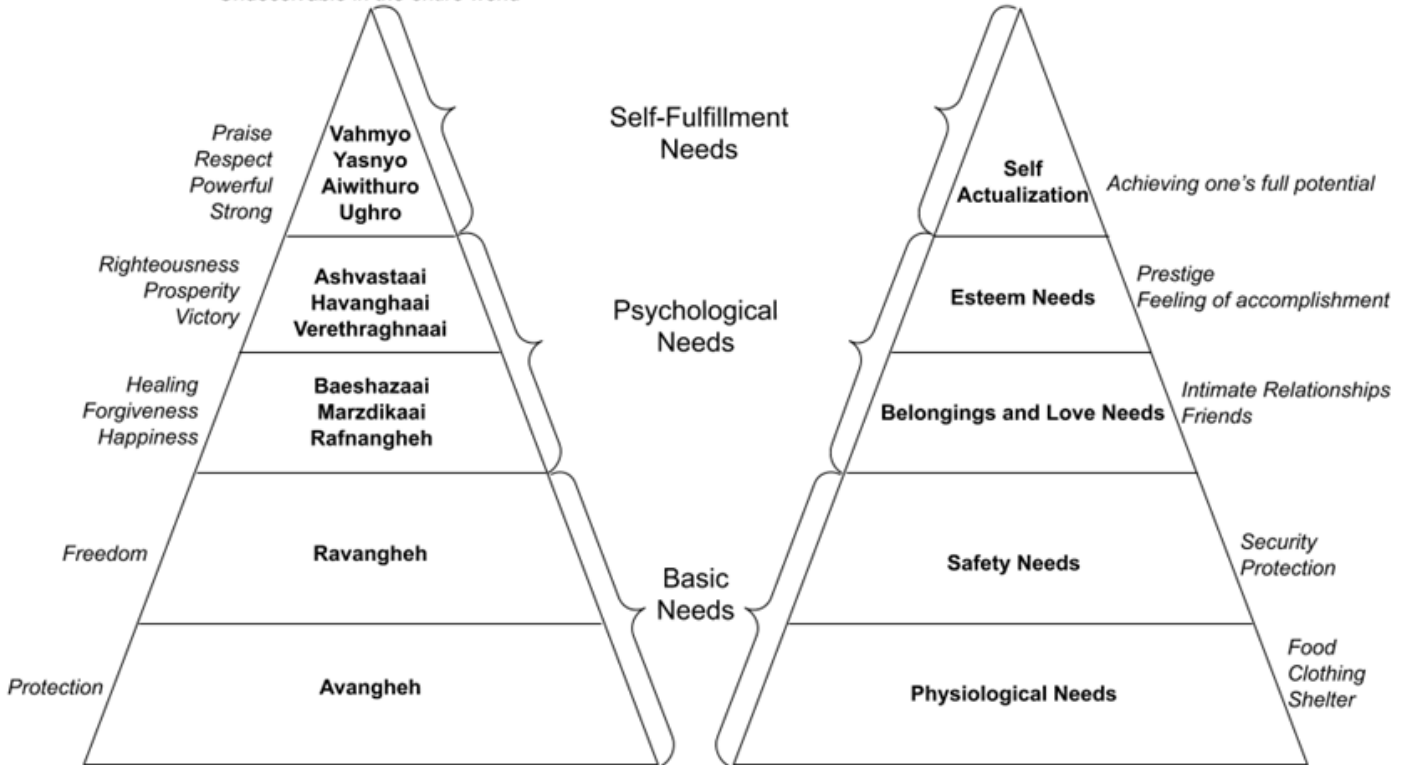 Praise
Respect
Powerful
Strong
Vahmyo
Yasnyo
Aiwithuro
Ughro
Self-Fulfillment
Needs
Self
Actualization
Achieving one's full potential
Righteousness
Prosperity
Victory
Ashvastaai
Havanghaai
Verethraghnaai
Psychological
Needs
Esteem Needs
Prestige
Feeling of accomplishment
Healing
Forgiveness
Happiness
Baeshazaai
Marzdikaai
Rafnangheh
Belongings and Love Needs
Intimate Relationships
Friends
Freedom
Ravangheh
Basic
Needs
Safety Needs
Security
Protection
Protection
Avangheh
Physiological Needs
Food
Clothing
Shelter